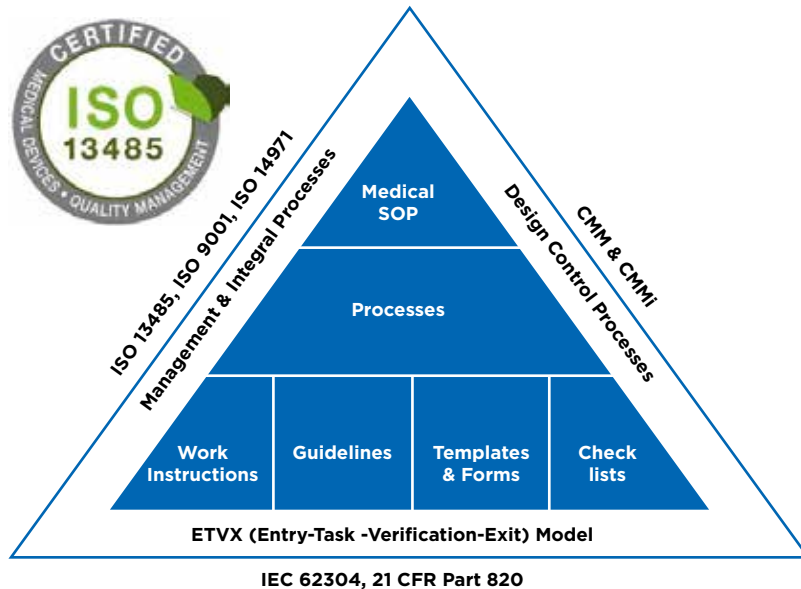 CERTIFIED
ISO
13485
MEDICAL DEVICES • QUALITY MANAGEMENT
ISO 13485, ISO 9001, ISO 14971
Management & Integral Processes
CMM & CMMi
Design Control Processes
Medical
SOP
Processes
Work
Instructions
Guidelines
Templates
& Forms
Check
lists
ETVX (Entry-Task -Verification-Exit) Model
IEC 62304, 21 CFR Part 820